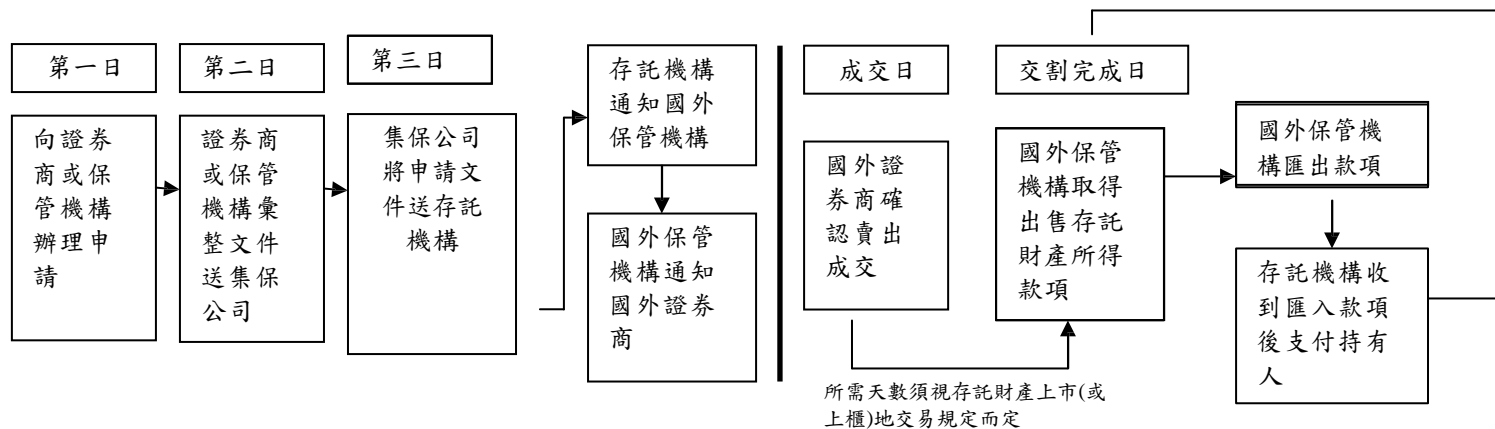 第一日
向證券
商或保
管機構
辦理申
請
第二日
證券商
或保管
機構彙
整文件
送集保
公司
第三日
集保公司
將申請文
件送存託
機構
存託機構
通知國外
保管機構
國外保管
機構通知
國外證券
商
成交日
國外證
券商確
認賣出
成交
交割完成日
國外保管
機構取得
出售存託
財產所得
款項
所需天數須視存託財產上市(或
上櫃)地交易規定而定
國外保管機
構匯出款項
存託機構收
到匯入款項
後支付持有
人